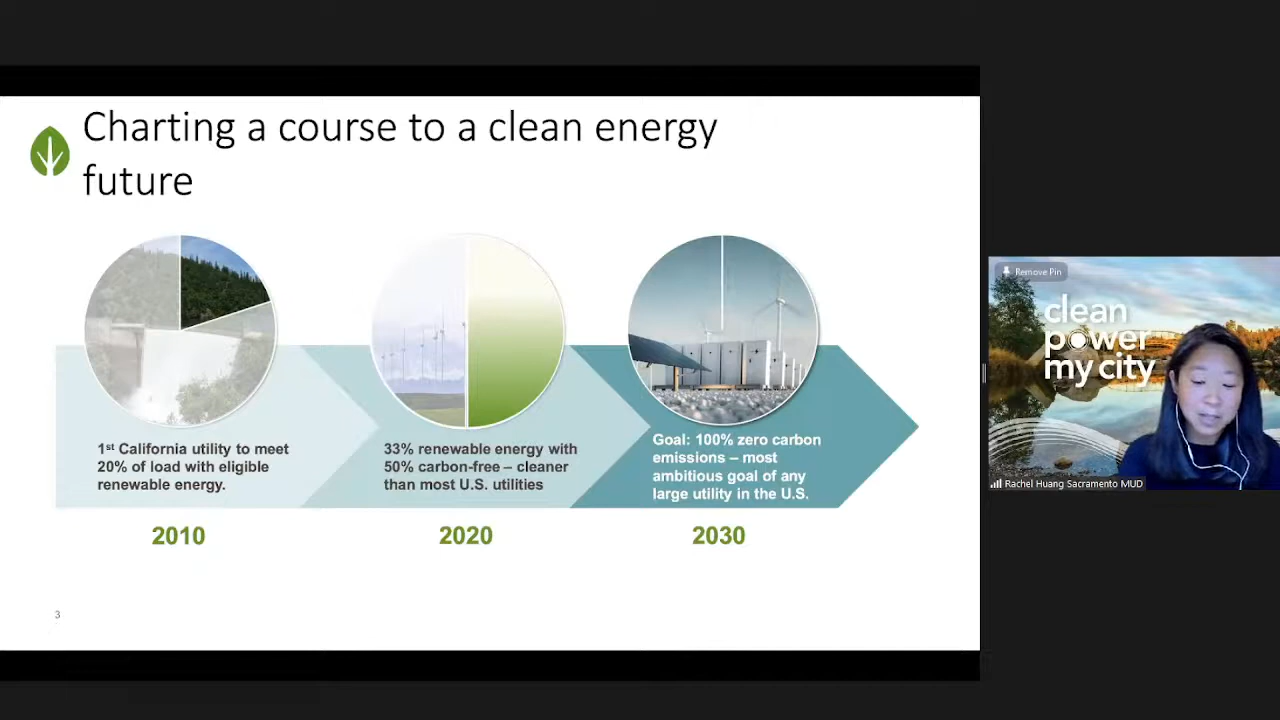 Charting a course to a clean energy
future
1st California utility to meet
20% of load with eligible
renewable energy.
2010
33% renewable energy with
50% carbon-free – cleaner
than most U.S. utilities
2020
Goal: 100% zero carbon
emissions – most
ambitious goal of any
large utility in the U.S.
2030
3
Remove Pin
clean
power
my city
Rachel Huang Sacramento MUD